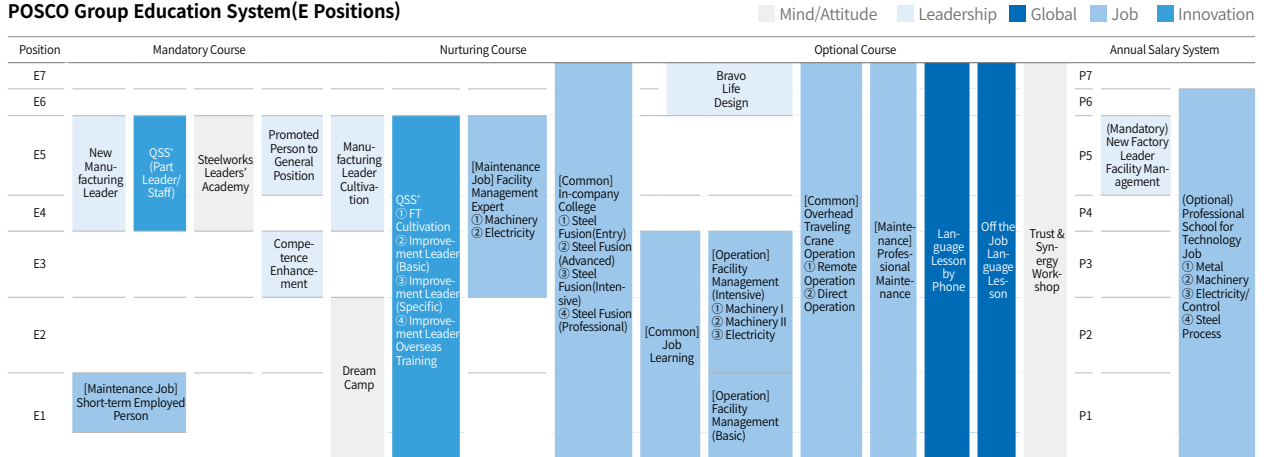 POSCO Group Education System(E Positions)
Mind/Attitude
Leadership
Global
Job
Innovation
Position
Mandatory Course
Nurturing Course
Optional Course
Annual Salary System
E7
E6
E5
E4
E3
E2
E1
New
Manu-
facturing
Leader
QSS+
(Part
Leader/
Staff)
Steelworks
Leaders'
Academy
[Maintenance Job]
Short-term Employed
Person
Promoted
Person to
General
Position
Compe-
tence
Enhance-
ment
Manu-
facturing
Leader
Cultiva-
tion
Dream
Camp
QSS+
① FT
Cultivation
② Improve-
ment Leader
(Basic)
③ Improve-
ment Leader
(Specific)
④ Improve-
ment Leader
Overseas
Training
[Maintenance
Job] Facility
Management
Expert
① Machinery
② Electricity
[Common]
In-company
College
① Steel
Fusion(Entry)
② Steel Fusion
(Advanced)
③ Steel
Fusion(Inten-
sive)
④ Steel Fusion
(Professional)
[Common]
Job
Learning
Bravo
Life
Design
[Operation]
Facility
Management
(Intensive)
① Machinery I
② Machinery II
③ Electricity
[Operation]
Facility
Management
(Basic)
[Common]
Overhead
Traveling
Crane
Operation
① Remote
Operation
② Direct
Operation
[Mainte-
nance]
Profes-
sional
Mainte-
nance
Lan-
guage
Lesson
by
Phone
Off the
Job
Lan-
guage
Les-
son
Trust &
Syn-
ergy
Work-
shop
P7
P6
P5
P4
P3
P2
P1
(Mandatory)
New Factory
Leader
Facility Man-
agement
(Optional)
Professional
School for
Technology
Job
① Metal
② Machinery
③ Electricity/
Control
④ Steel
Process